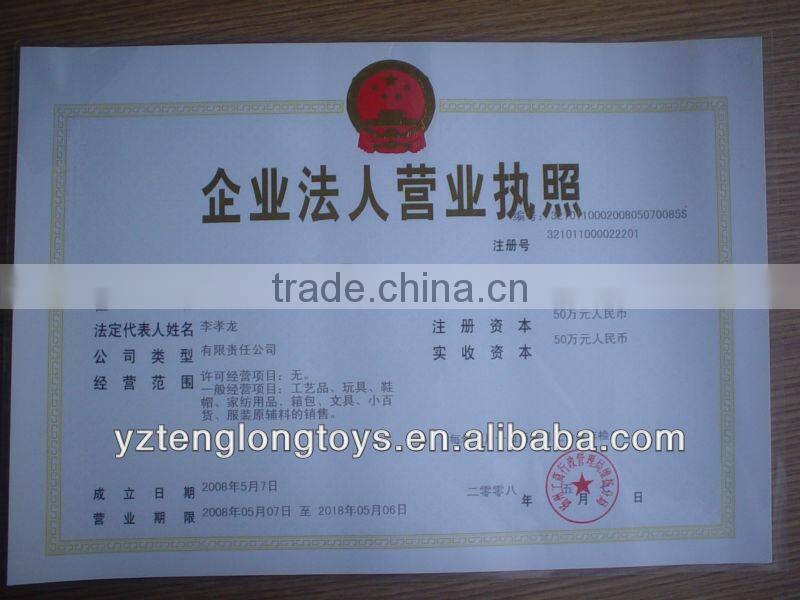 企业法人营业执照
编号:321011000200805070085S
注册号 321011000022201
trade.china.cn
法定代表人姓名 李孝龙
注册资本 50万元人民币
公司类型 有限责任公司
实收资本 50万元人民币
经营范围 许可经营项目:无。
一般经营项目:工艺品、玩具、鞋
帽、家纺用品、箱包、文具、小百
货、服装原辅料的销售。
yztenglongtoys.en.alibaba.com
成立日期 2008年5月7日
二零零八 年 五 月 日
营业期限 2008年05月07日 至 2018年05月06日